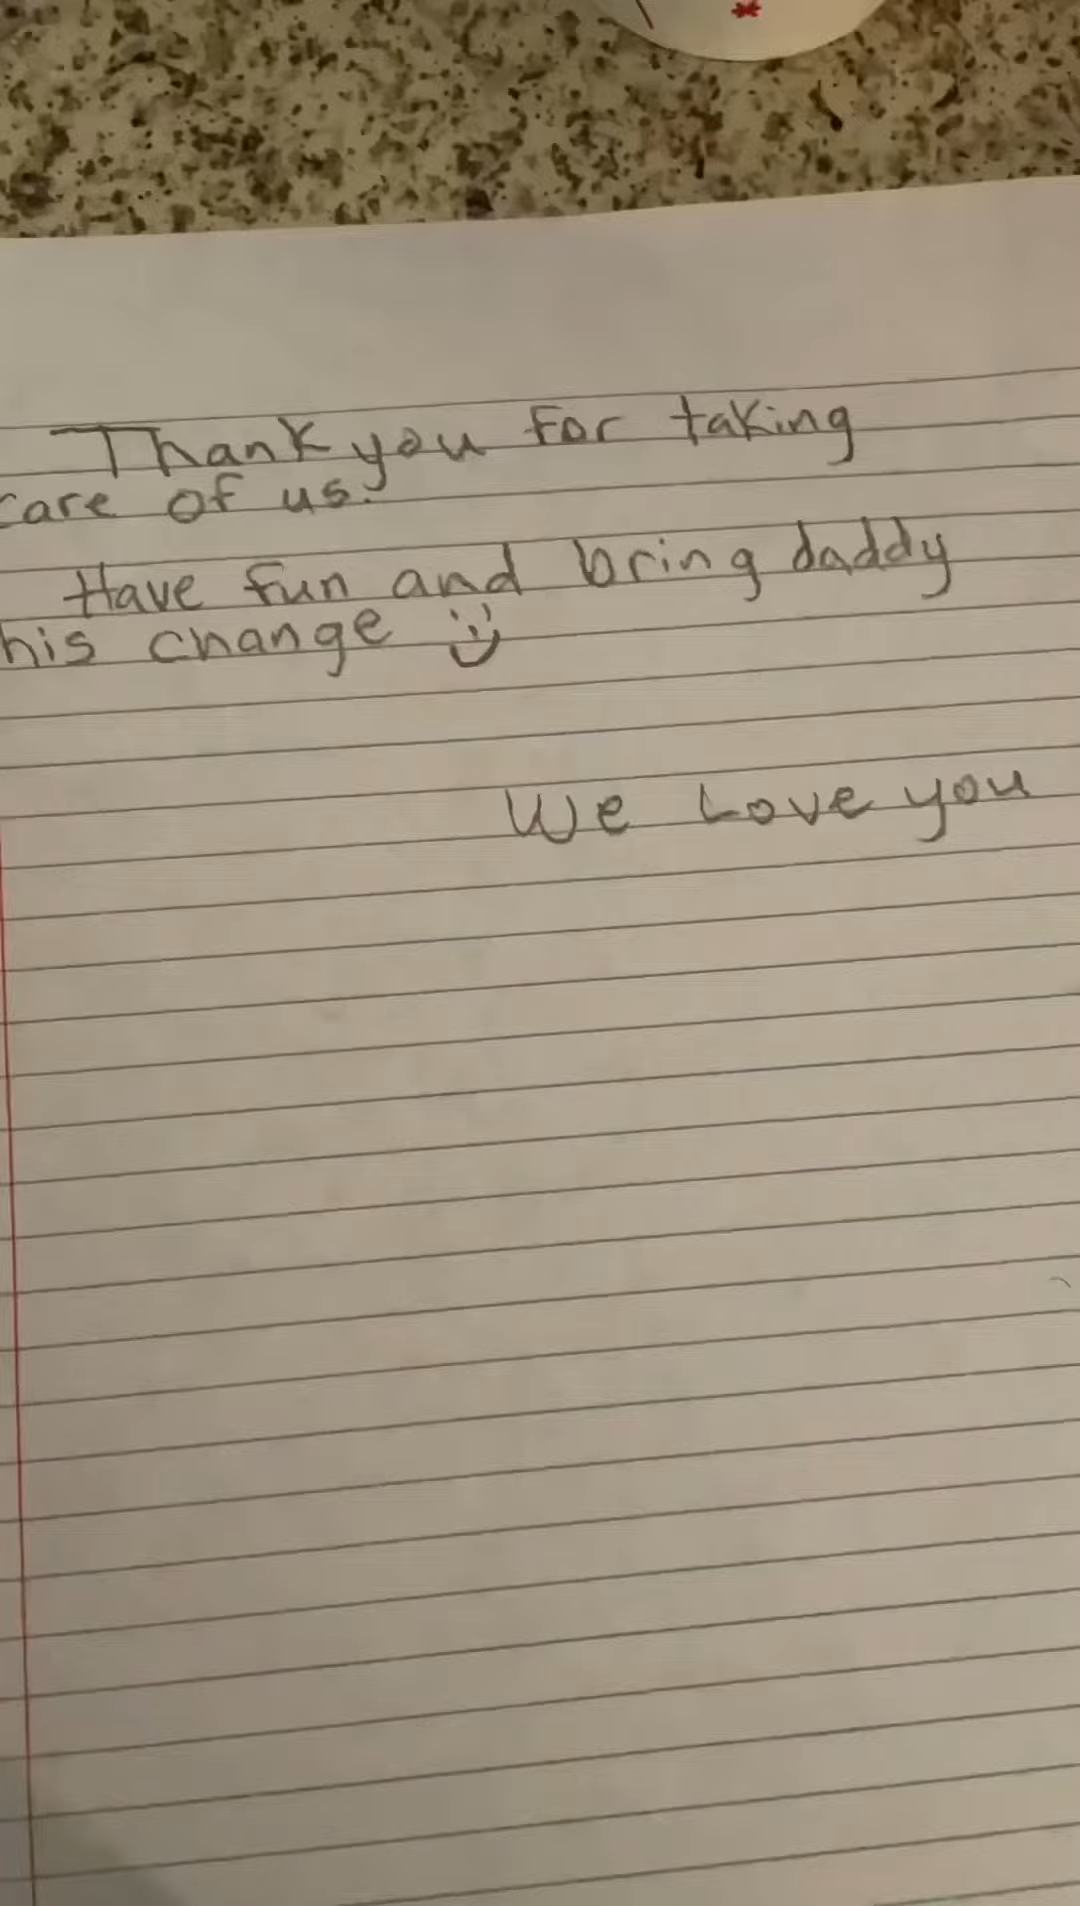 Thank you for taking
care of us.
Have fun and bring daddy
his change :)
We Love you